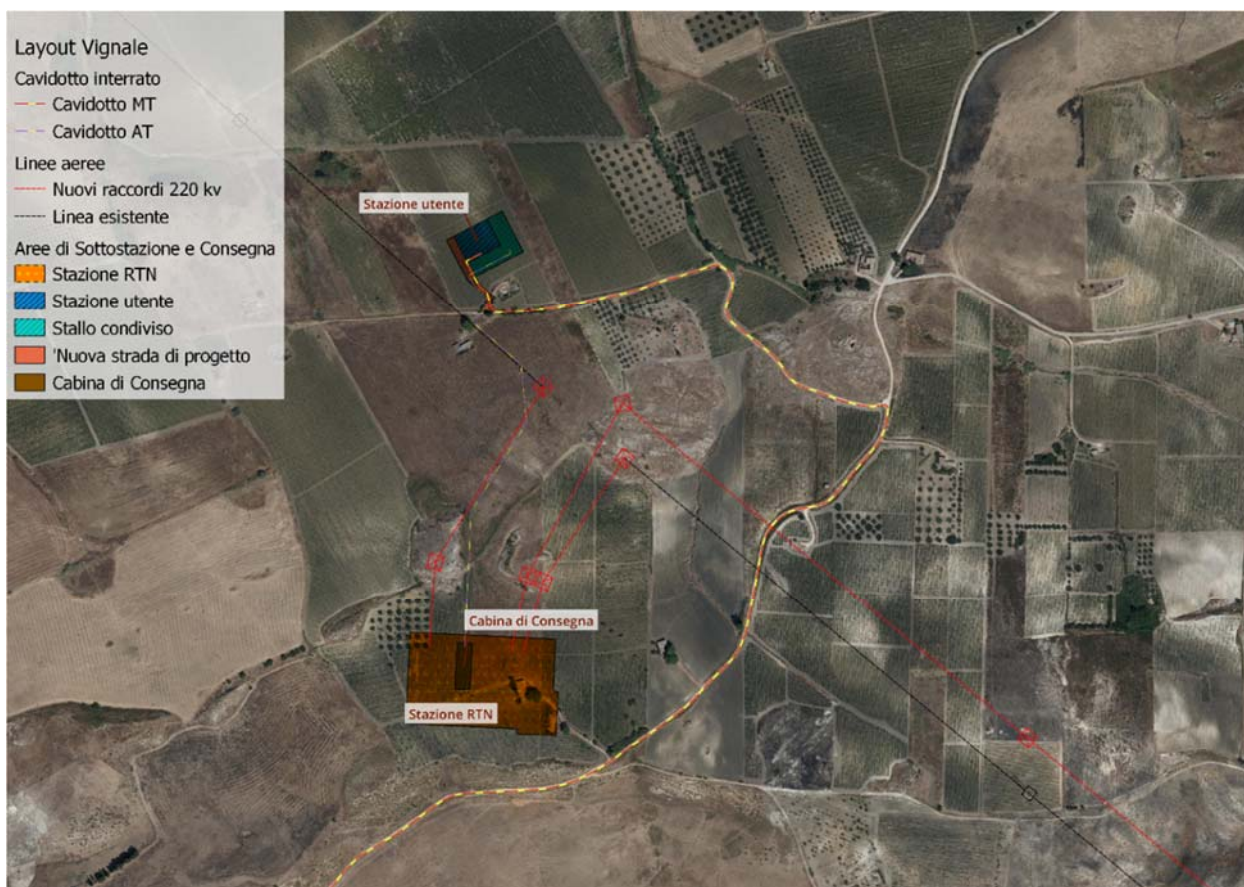 Layout Vignale
Cavidotto interrato
Cavidotto MT
Cavidotto AT
Linee aeree
Nuovi raccordi 220 kv
Linea esistente
Aree di Sottostazione e Consegna
Stazione RTN
Stazione utente
Stallo condiviso
'Nuova strada di progetto
Cabina di Consegna
Stazione utente
Cabina di Consegna
Stazione RTN